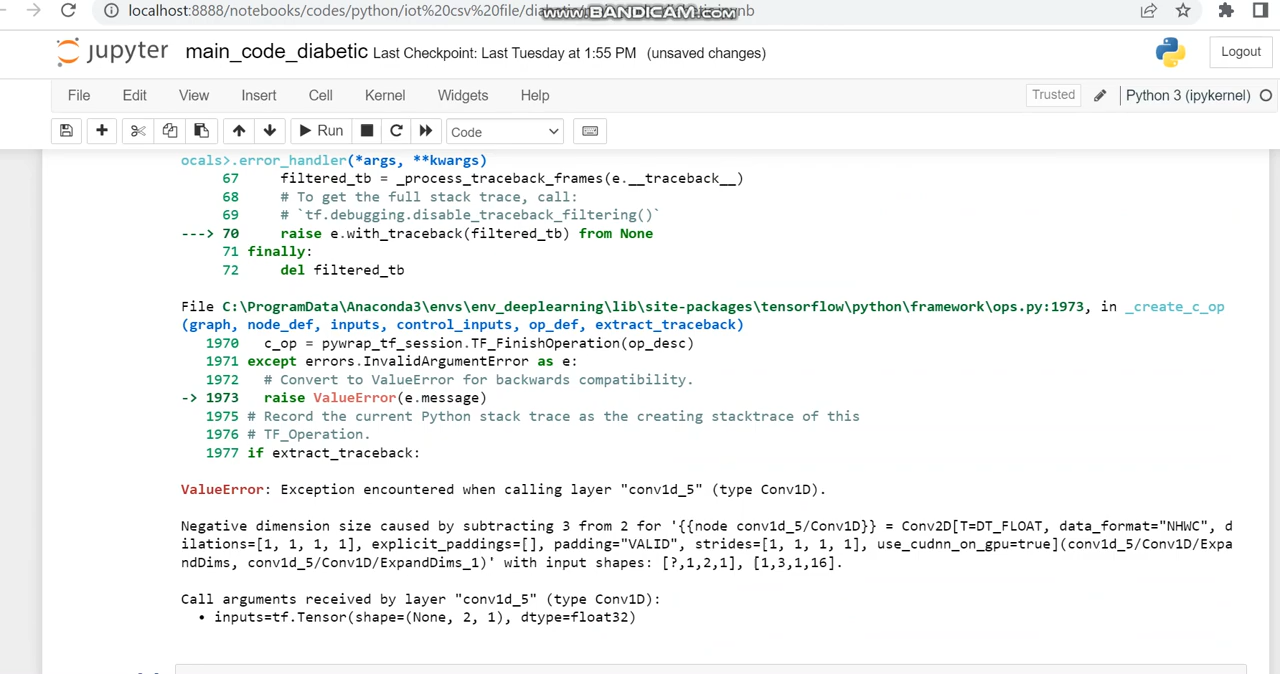 localhost:8888/notebooks/codes/python/iot%20csv%20file/diab nb
www.BANDICAM.com
jupyter main_code_diabetic Last Checkpoint: Last Tuesday at 1:55 PM (unsaved changes)
Logout
File Edit View Insert Cell Kernel Widgets Help
Trusted Python 3 (ipykernel)
Run Code
ocals>.error_handler(*args, **kwargs)
67 filtered_tb = _process_traceback_frames(e.__traceback__)
68 # To get the full stack trace, call:
69 # `tf.debugging.disable_traceback_filtering()`
---> 70 raise e.with_traceback(filtered_tb) from None
71 finally:
72 del filtered_tb
File C:\ProgramData\Anaconda3\envs\env_deeplearning\lib\site-packages\tensorflow\python\framework\ops.py:1973, in _create_c_op
(graph, node_def, inputs, control_inputs, op_def, extract_traceback)
1970 c_op = pywrap_tf_session.TF_FinishOperation(op_desc)
1971 except errors.InvalidArgumentError as e:
1972 # Convert to ValueError for backwards compatibility.
-> 1973 raise ValueError(e.message)
1975 # Record the current Python stack trace as the creating stacktrace of this
1976 # TF_Operation.
1977 if extract_traceback:
ValueError: Exception encountered when calling layer "conv1d_5" (type Conv1D).
Negative dimension size caused by subtracting 3 from 2 for '{{node conv1d_5/Conv1D}} = Conv2D[T=DT_FLOAT, data_format="NHWC", d
ilations=[1, 1, 1, 1], explicit_paddings=[], padding="VALID", strides=[1, 1, 1, 1], use_cudnn_on_gpu=true](conv1d_5/Conv1D/Expa
ndDims, conv1d_5/Conv1D/ExpandDims_1)' with input shapes: [?,1,2,1], [1,3,1,16].
Call arguments received by layer "conv1d_5" (type Conv1D):
• inputs=tf.Tensor(shape=(None, 2, 1), dtype=float32)